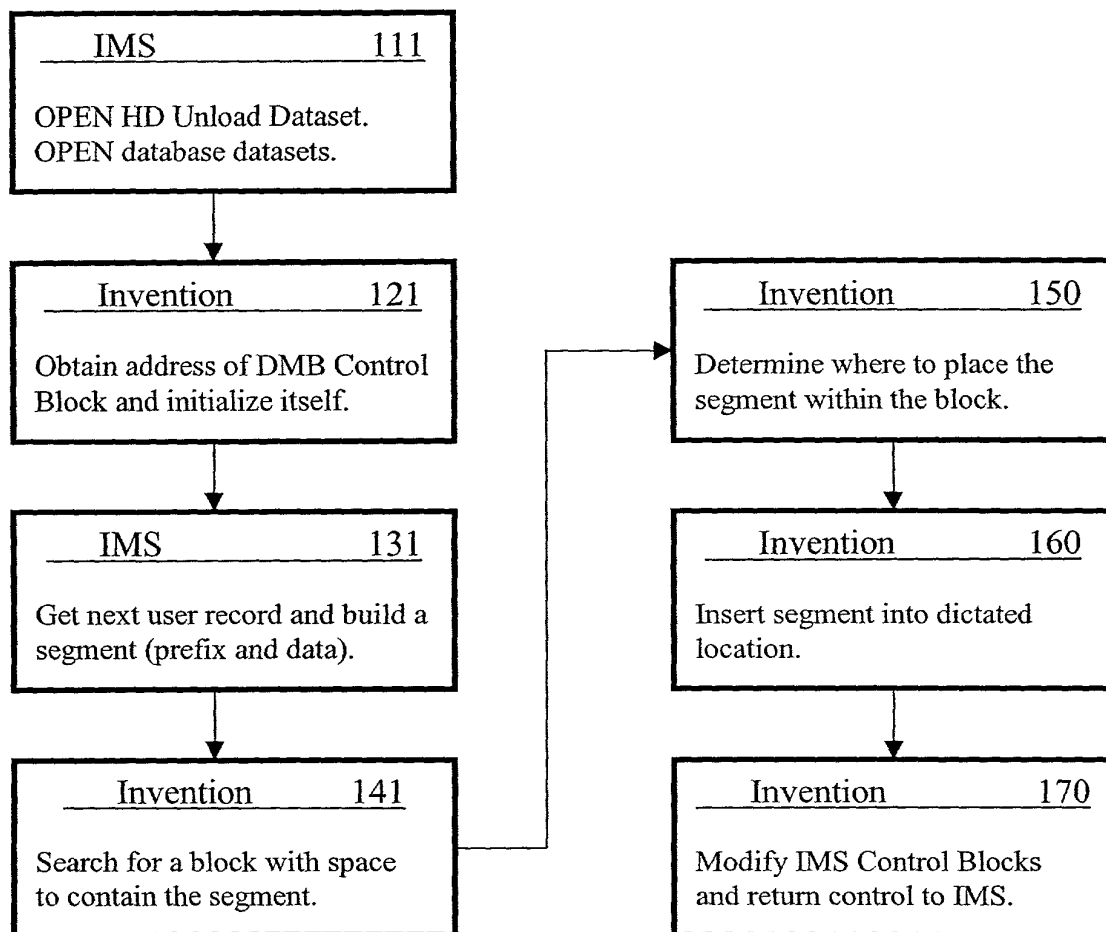 IMS 111
OPEN HD Unload Dataset.
OPEN database datasets.
Invention 121
Obtain address of DMB Control
Block and initialize itself.
IMS 131
Get next user record and build a
segment (prefix and data).
Invention 141
Search for a block with space
to contain the segment.
Invention 150
Determine where to place the
segment within the block.
Invention 160
Insert segment into dictated
location.
Invention 170
Modify IMS Control Blocks
and return control to IMS.